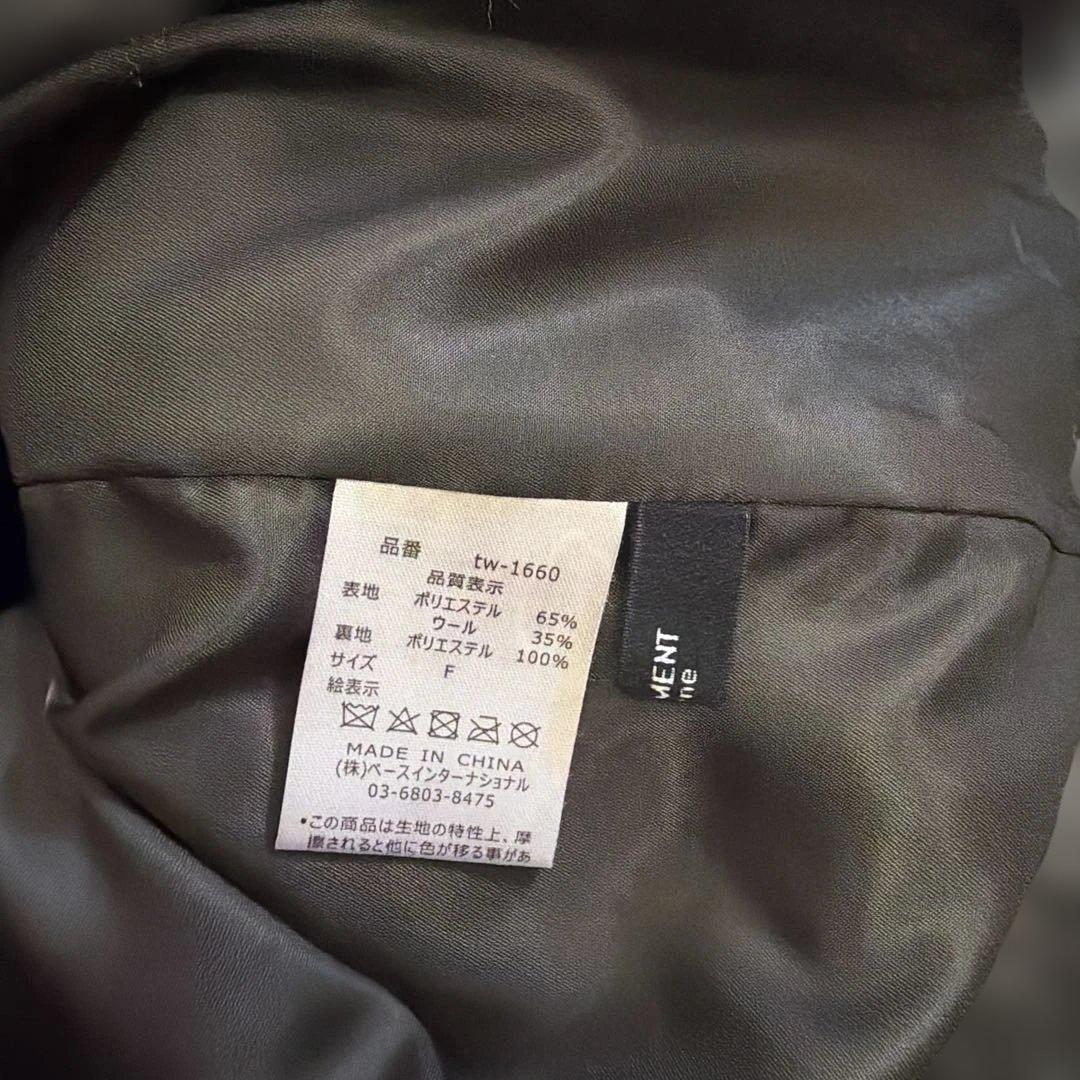 品番 tw-1660
品質表示
表地 ポリエステル 65%
ウール 35%
裏地 ポリエステル 100%
サイズ F
絵表示
MADE IN CHINA
(株)ベースインターナショナル
03-6803-8475
•この商品は生地の特性上、摩
擦されると他に色が移る事があ
MENT
ne